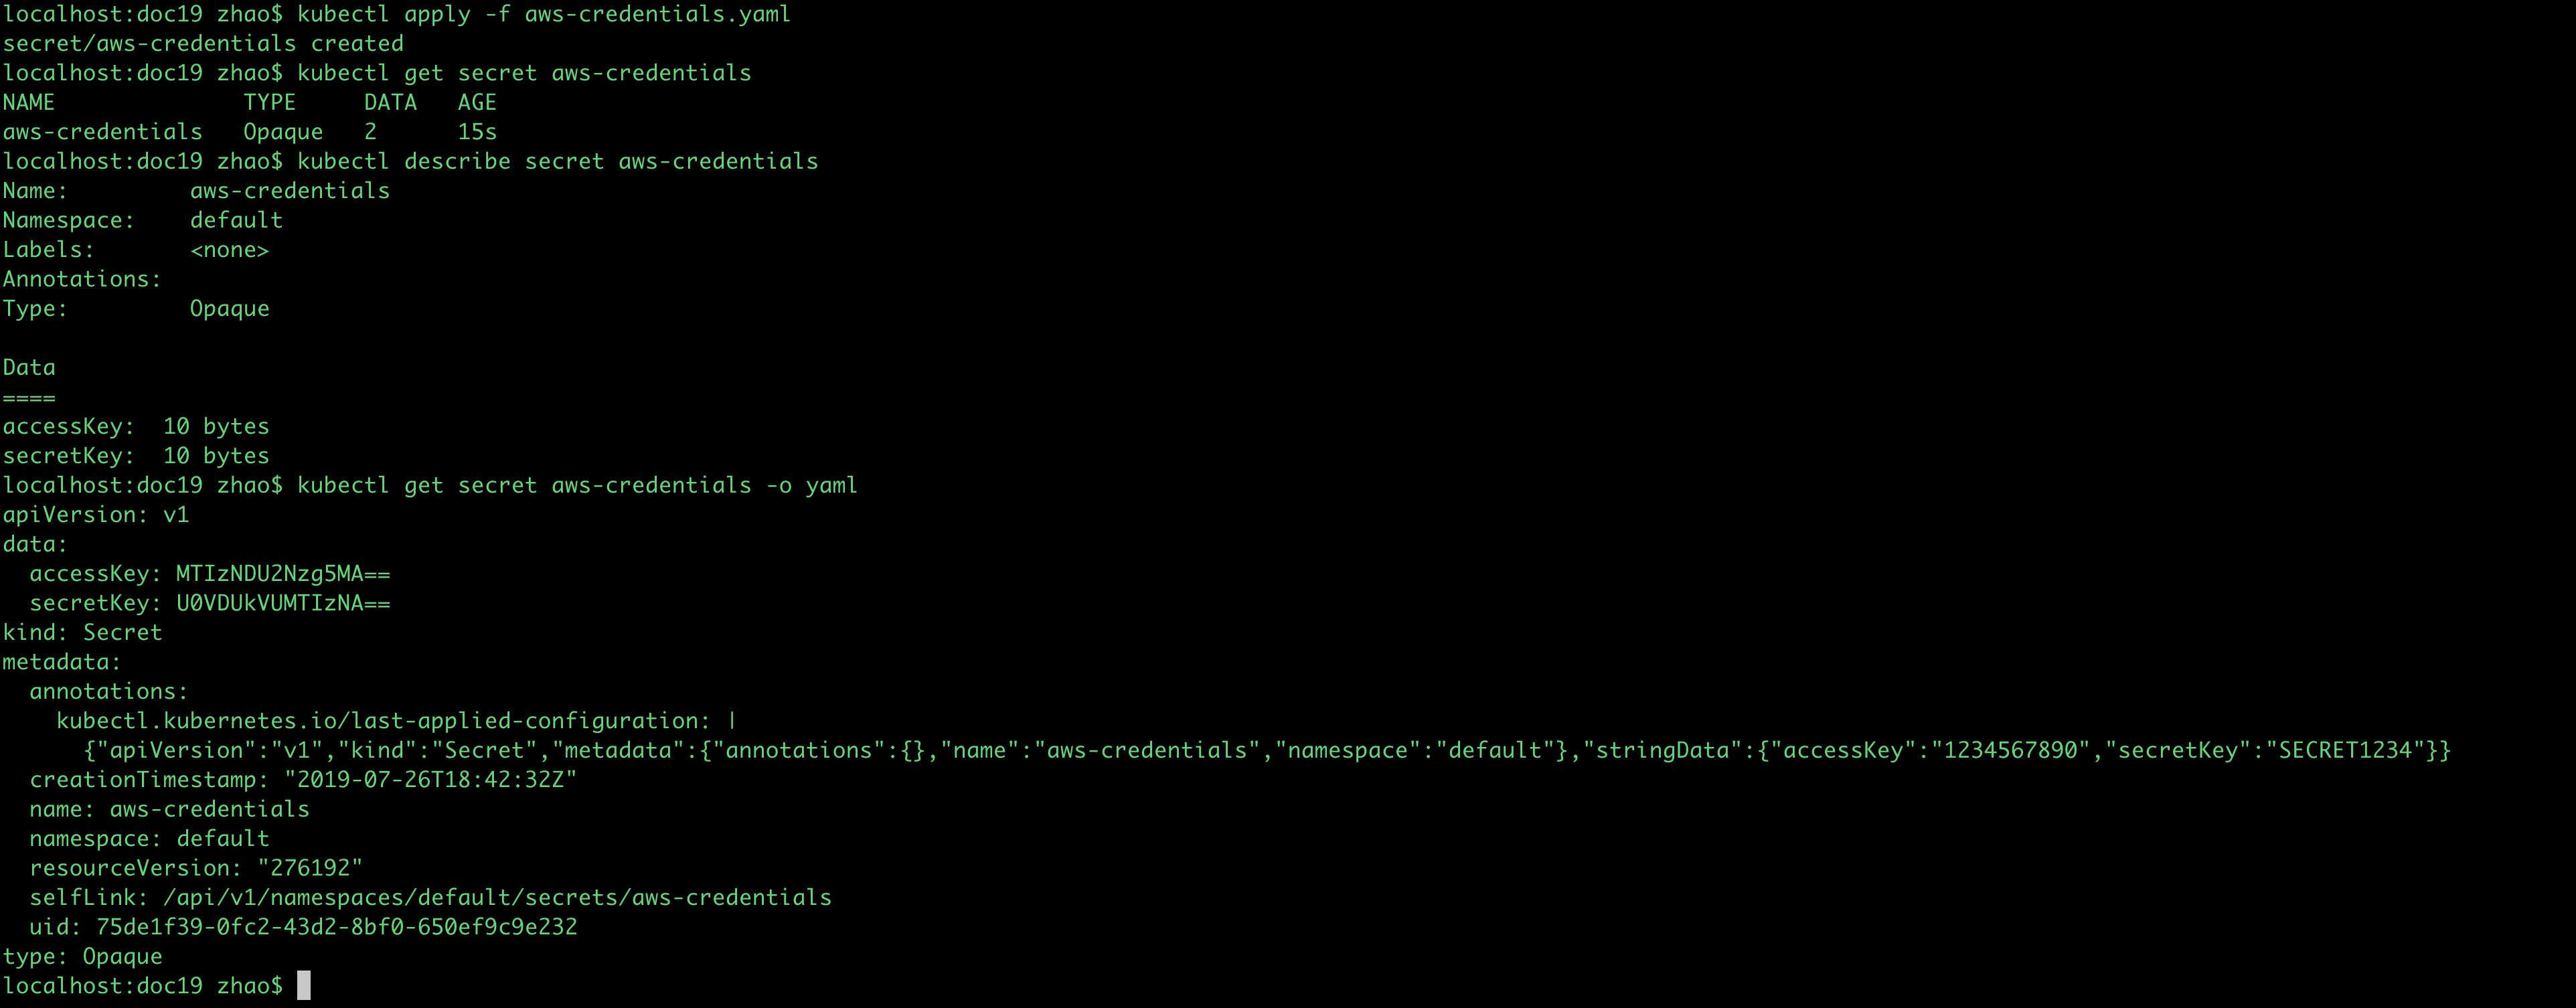 localhost:doc19 zhao$ kubectl apply -f aws-credentials.yaml
secret/aws-credentials created
localhost:doc19 zhao$ kubectl get secret aws-credentials
NAME              TYPE     DATA   AGE
aws-credentials   Opaque   2      15s
localhost:doc19 zhao$ kubectl describe secret aws-credentials
Name:         aws-credentials
Namespace:    default
Labels:       <none>
Annotations:
Type:         Opaque

Data
====
accessKey:  10 bytes
secretKey:  10 bytes
localhost:doc19 zhao$ kubectl get secret aws-credentials -o yaml
apiVersion: v1
data:
  accessKey: MTIzNDU2Nzg5MA==
  secretKey: U0VDUkVUMTIzNA==
kind: Secret
metadata:
  annotations:
    kubectl.kubernetes.io/last-applied-configuration: |
      {"apiVersion":"v1","kind":"Secret","metadata":{"annotations":{},"name":"aws-credentials","namespace":"default"},"stringData":{"accessKey":"1234567890","secretKey":"SECRET1234"}}
  creationTimestamp: "2019-07-26T18:42:32Z"
  name: aws-credentials
  namespace: default
  resourceVersion: "276192"
  selfLink: /api/v1/namespaces/default/secrets/aws-credentials
  uid: 75de1f39-0fc2-43d2-8bf0-650ef9c9e232
type: Opaque
localhost:doc19 zhao$